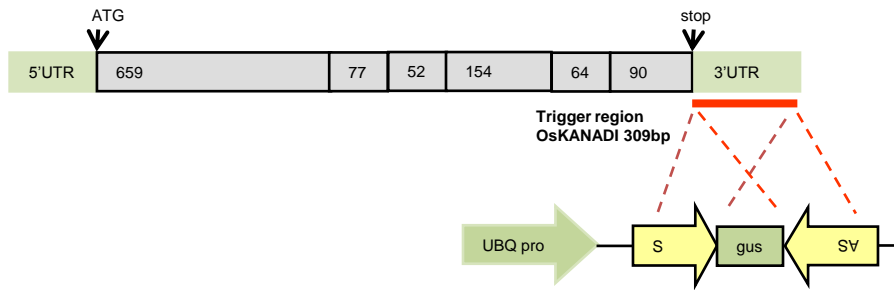 ATG
stop
5'UTR
659
77
52
154
64
90
3'UTR
Trigger region
OsKANADI 309bp
UBQ pro
S
gus
AS